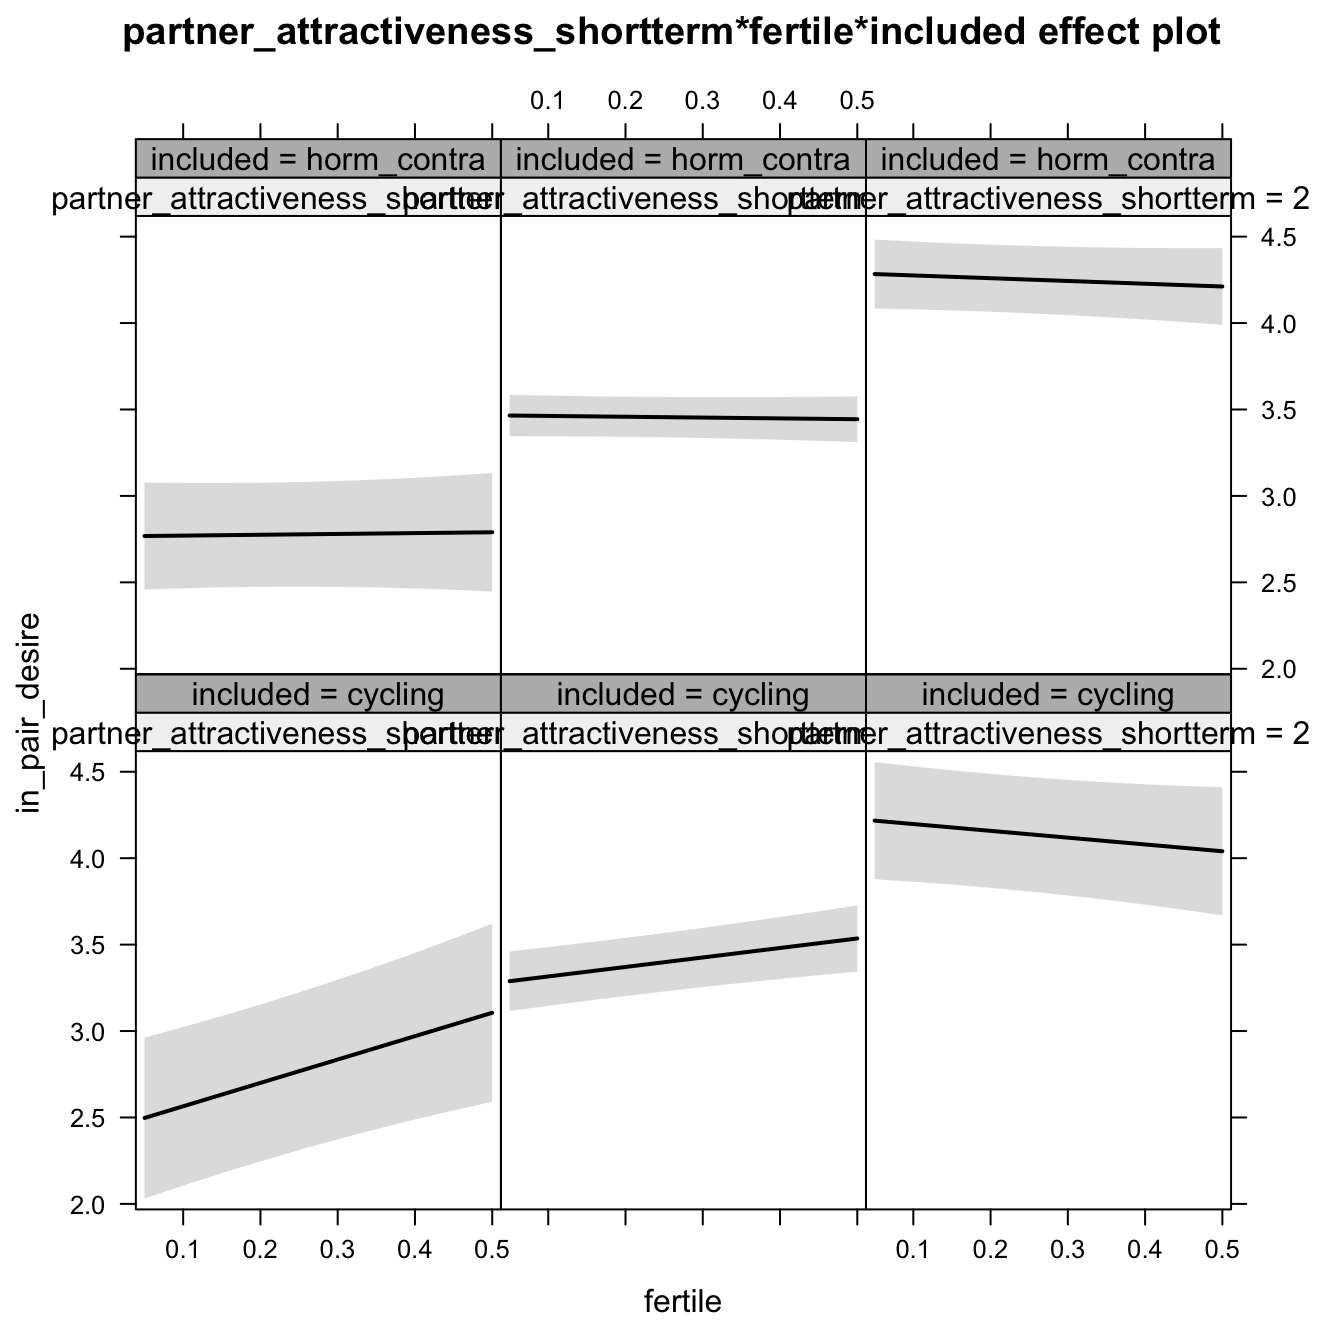 partner_attractiveness_shortterm*fertile*included effect plot
0.1 0.2 0.3 0.4 0.5
included = horm_contra included = horm_contra included = horm_contra
partner_attractiveness_shortterm partner_attractiveness_shortterm partner_attractiveness_shortterm = 2
4.5
4.0
3.5
3.0
2.5
2.0
in_pair_desire
included = cycling included = cycling included = cycling
partner_attractiveness_shortterm partner_attractiveness_shortterm partner_attractiveness_shortterm = 2
4.5
4.0
3.5
3.0
2.5
2.0
0.1 0.2 0.3 0.4 0.5 0.1 0.2 0.3 0.4 0.5
fertile